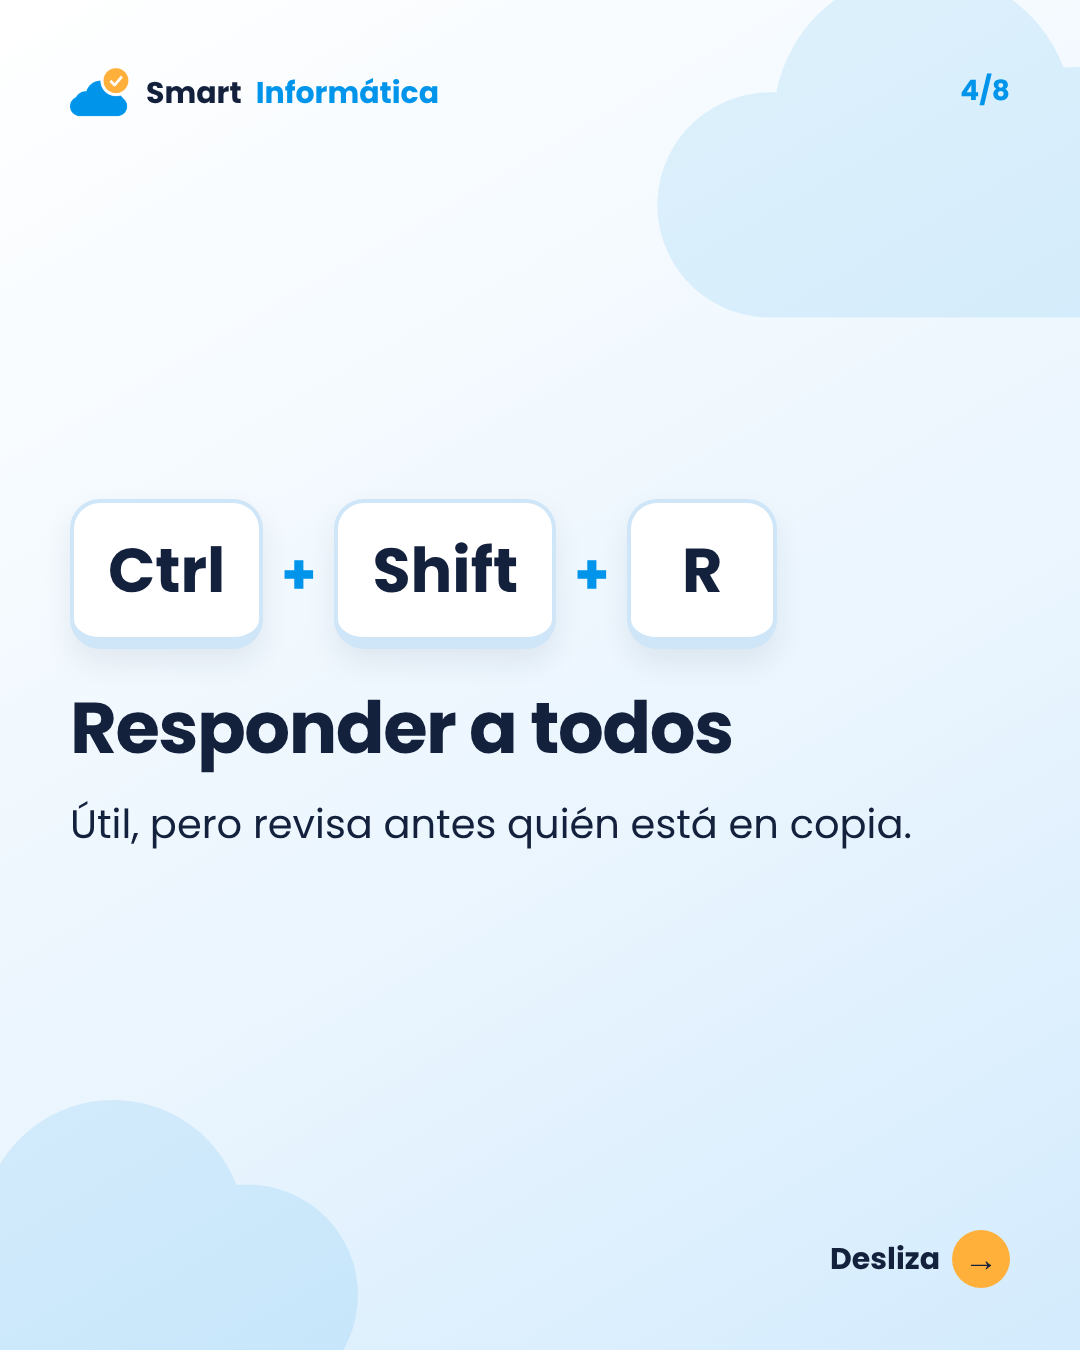 Smart Informática
4/8
Ctrl + Shift + R
Responder a todos
Útil, pero revisa antes quién está en copia.
Desliza →